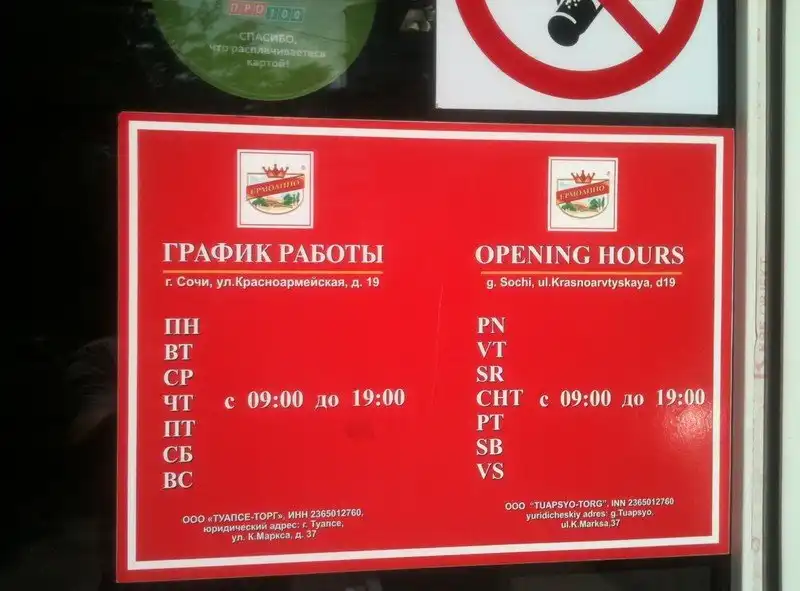 ПРО100
СПАСИБО,
что расплачиваетесь
картой!
ЕРМОЛИНО
ГРАФИК РАБОТЫ
г. Сочи, ул.Красноармейская, д. 19
ПН
ВТ
СР
ЧТ с 09:00 до 19:00
ПТ
СБ
ВС
ООО «ТУАПСЕ-ТОРГ», ИНН 2365012760,
юридический адрес: г. Туапсе,
ул. К.Маркса, д. 37
ЕРМОЛИНО
OPENING HOURS
g. Sochi, ul.Krasnoarvtyskaya, d19
PN
VT
SR
CHT с 09:00 до 19:00
PT
SB
VS
ООО "TUAPSYO-TORG", INN 2365012760
yuridicheskiy adres: g.Tuapsyo,
ul.K.Marksa,37